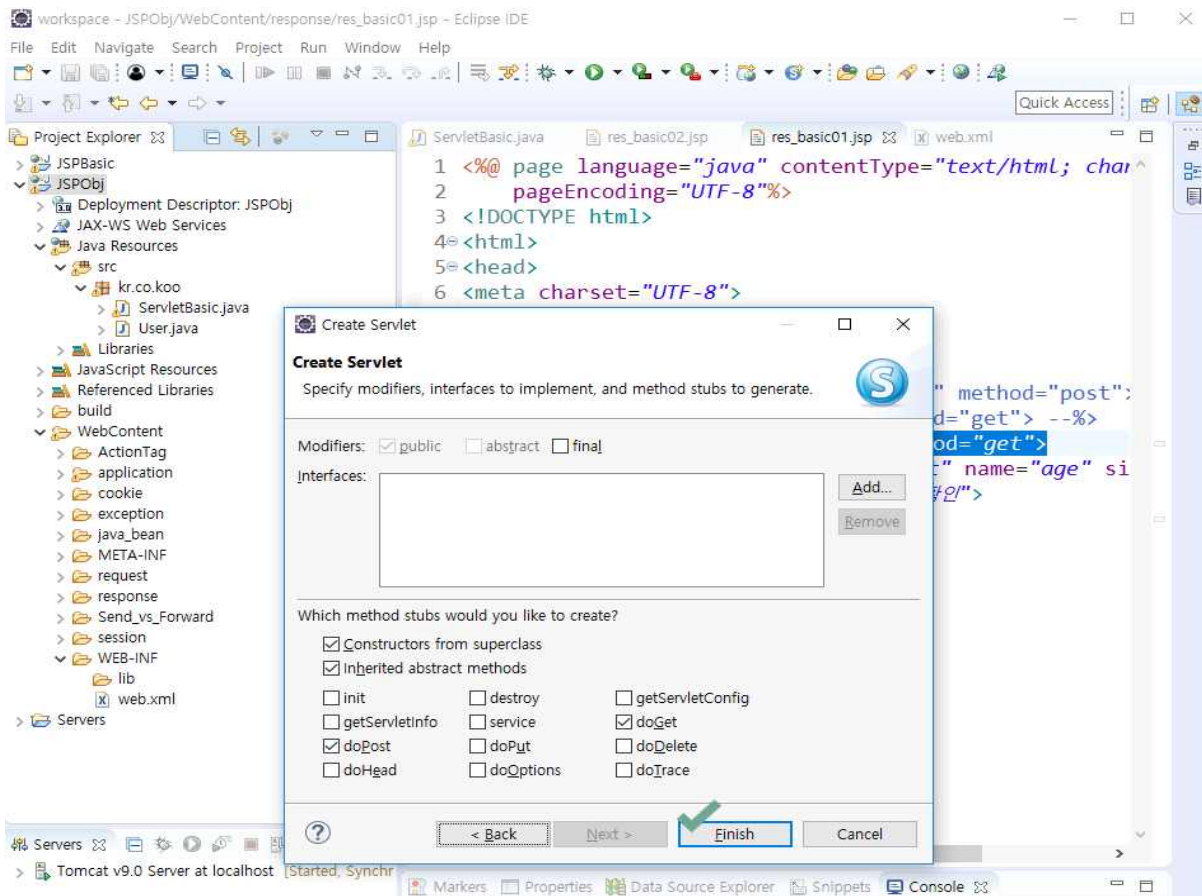 workspace - JSPObj/WebContent/response/res_basic01.jsp - Eclipse IDE
File Edit Navigate Search Project Run Window Help
Quick Access
Project Explorer
ServletBasic.java res_basic02.jsp res_basic01.jsp web.xml
JSPBasic
JSPObj
Deployment Descriptor: JSPObj
JAX-WS Web Services
Java Resources
src
kr.co.koo
ServletBasic.java
User.java
Libraries
JavaScript Resources
Referenced Libraries
build
WebContent
ActionTag
application
cookie
exception
java_bean
META-INF
request
response
Send_vs_Forward
session
WEB-INF
lib
web.xml
Servers
1 <%@ page language="java" contentType="text/html; char
2 pageEncoding="UTF-8"%>
3 <!DOCTYPE html>
4 <html>
5 <head>
6 <meta charset="UTF-8">
" method="post">
d="get"> --%>
od="get">
" name="age" si
인">
Create Servlet
Create Servlet
Specify modifiers, interfaces to implement, and method stubs to generate.
S
Modifiers: public abstract final
Interfaces:
Add...
Remove
Which method stubs would you like to create?
Constructors from superclass
Inherited abstract methods
init destroy getServletConfig
getServletInfo service doGet
doPost doPut doDelete
doHead doOptions doTrace
? < Back Next > Finish Cancel
Servers
Tomcat v9.0 Server at localhost [Started, Synchr
Markers Properties Data Source Explorer Snippets Console